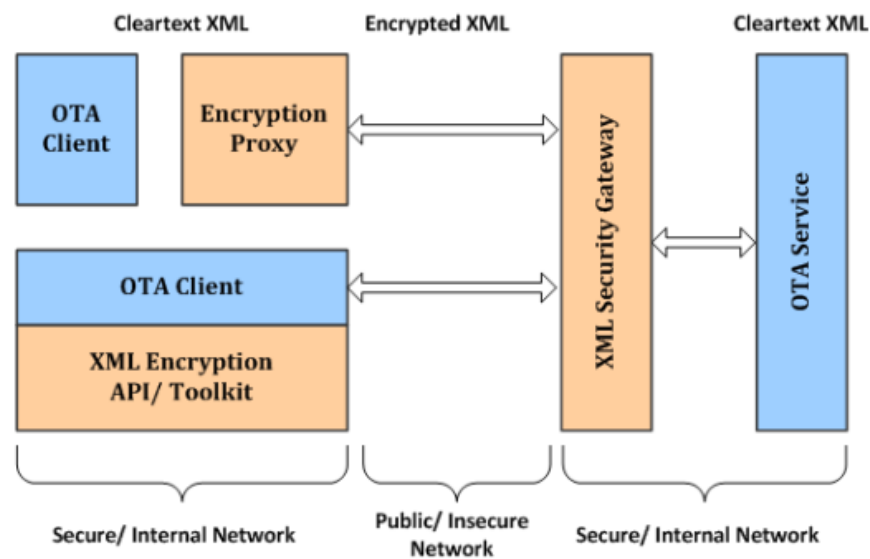 Cleartext XML
Encrypted XML
Cleartext XML
OTA
Client
Encryption
Proxy
OTA Client
XML Encryption
API/ Toolkit
XML Security Gateway
OTA Service
Secure/ Internal Network
Public/ Insecure
Network
Secure/ Internal Network